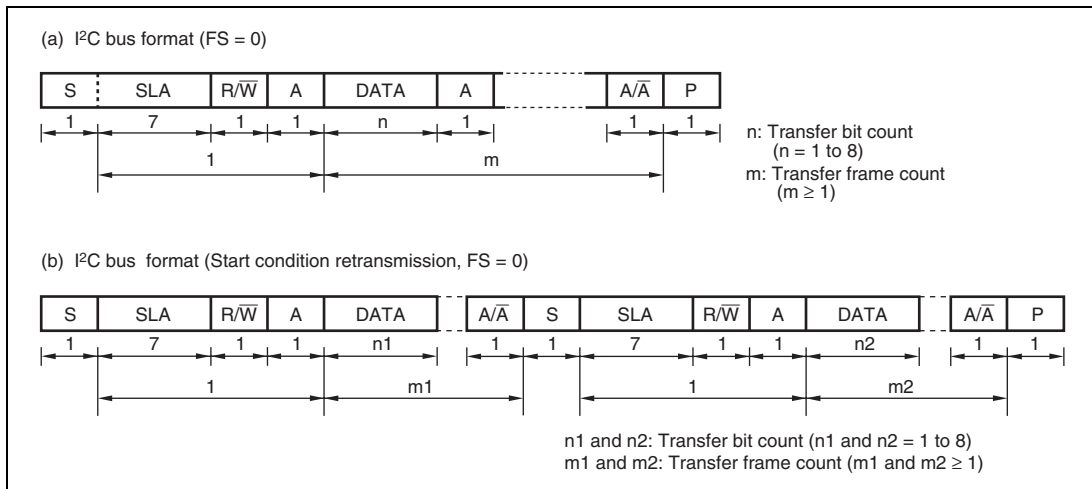 (a) I²C bus format (FS = 0)
S SLA R/W̅ A DATA A A/A̅ P
1 7 1 1 n 1 1 1
1 m
n: Transfer bit count
(n = 1 to 8)
m: Transfer frame count
(m ≥ 1)
(b) I²C bus format (Start condition retransmission, FS = 0)
S SLA R/W̅ A DATA A/A̅ S SLA R/W̅ A DATA A/A̅ P
1 7 1 1 n1 1 1 7 1 1 n2 1 1
1 m1 1 m2
n1 and n2: Transfer bit count (n1 and n2 = 1 to 8)
m1 and m2: Transfer frame count (m1 and m2 ≥ 1)